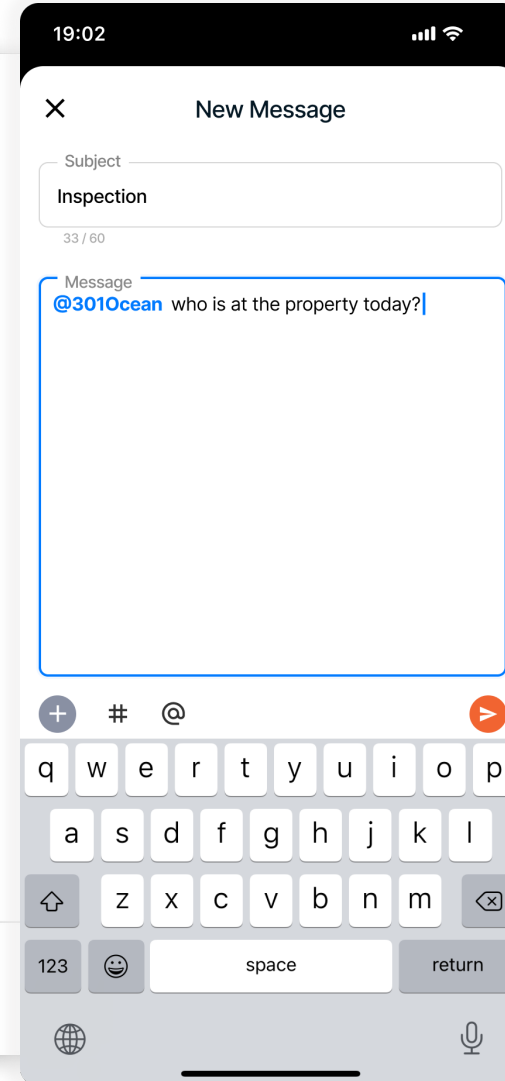 19:02
New Message
Subject
Inspection
33 / 60
Message
@301Ocean who is at the property today?
# @
q w e r t y u i o p
a s d f g h j k l
z x c v b n m
123 space return